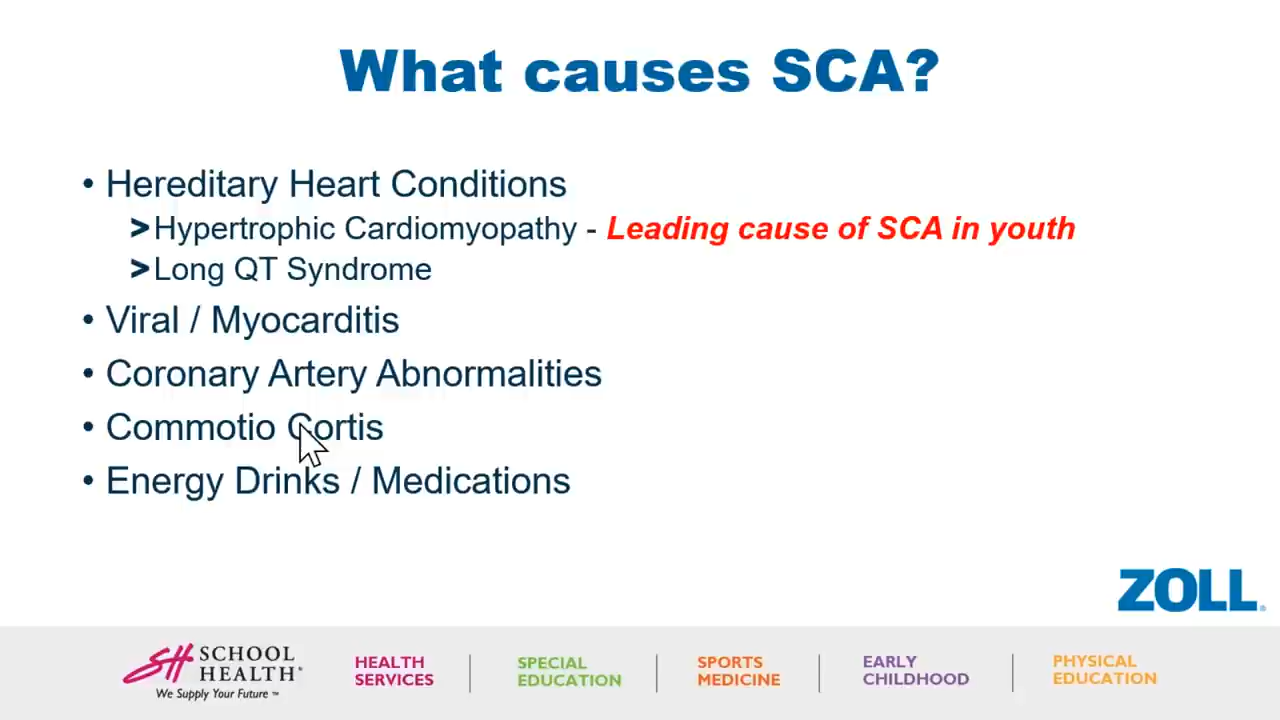 What causes SCA?
• Hereditary Heart Conditions
>Hypertrophic Cardiomyopathy - Leading cause of SCA in youth
>Long QT Syndrome
• Viral / Myocarditis
• Coronary Artery Abnormalities
• Commotio Cortis
• Energy Drinks / Medications
ZOLL®
SH SCHOOL HEALTH®
We Supply Your Future™
HEALTH SERVICES
SPECIAL EDUCATION
SPORTS MEDICINE
EARLY CHILDHOOD
PHYSICAL EDUCATION